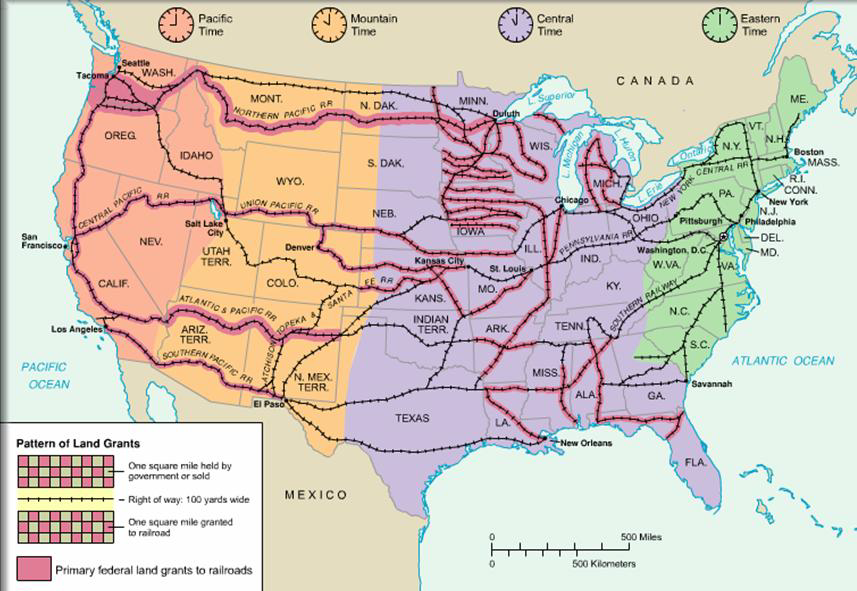 Pacific
Time
Mountain
Time
Central
Time
Eastern
Time
CANADA
Seattle
Tacoma
WASH.
MONT.
N. DAK.
MINN.
L. Superior
Duluth
ME.
NORTHERN PACIFIC RR
OREG.
IDAHO
WYO.
S. DAK.
WIS.
L. Michigan
L. Huron
MICH.
L. Ontario
L. Erie
VT.
N.H.
N.Y.
Boston
MASS.
R.I.
CONN.
NEW YORK CENTRAL RR
PA.
New York
N.J.
Philadelphia
Pittsburgh
DEL.
MD.
Washington, D.C.
CENTRAL PACIFIC RR
UNION PACIFIC RR
Salt Lake
City
NEB.
IOWA
Chicago
OHIO
ILL.
IND.
PENNSYLVANIA RR
San
Francisco
NEV.
UTAH
TERR.
Denver
COLO.
Kansas City
St. Louis
W.VA.
VA.
CALIF.
KANS.
MO.
KY.
SOUTHERN RAILWAY
ATCHISON TOPEKA & SANTA FE RR
ATLANTIC & PACIFIC RR
Los Angeles
ARIZ.
TERR.
SOUTHERN PACIFIC RR
N. MEX.
TERR.
INDIAN
TERR.
ARK.
TENN.
N.C.
S.C.
El Paso
TEXAS
LA.
MISS.
ALA.
GA.
Savannah
New Orleans
FLA.
PACIFIC
OCEAN
ATLANTIC OCEAN
MEXICO
Pattern of Land Grants
One square mile held by
government or sold
Right of way: 100 yards wide
One square mile granted
to railroad
Primary federal land grants to railroads
0 500 Miles
0 500 Kilometers